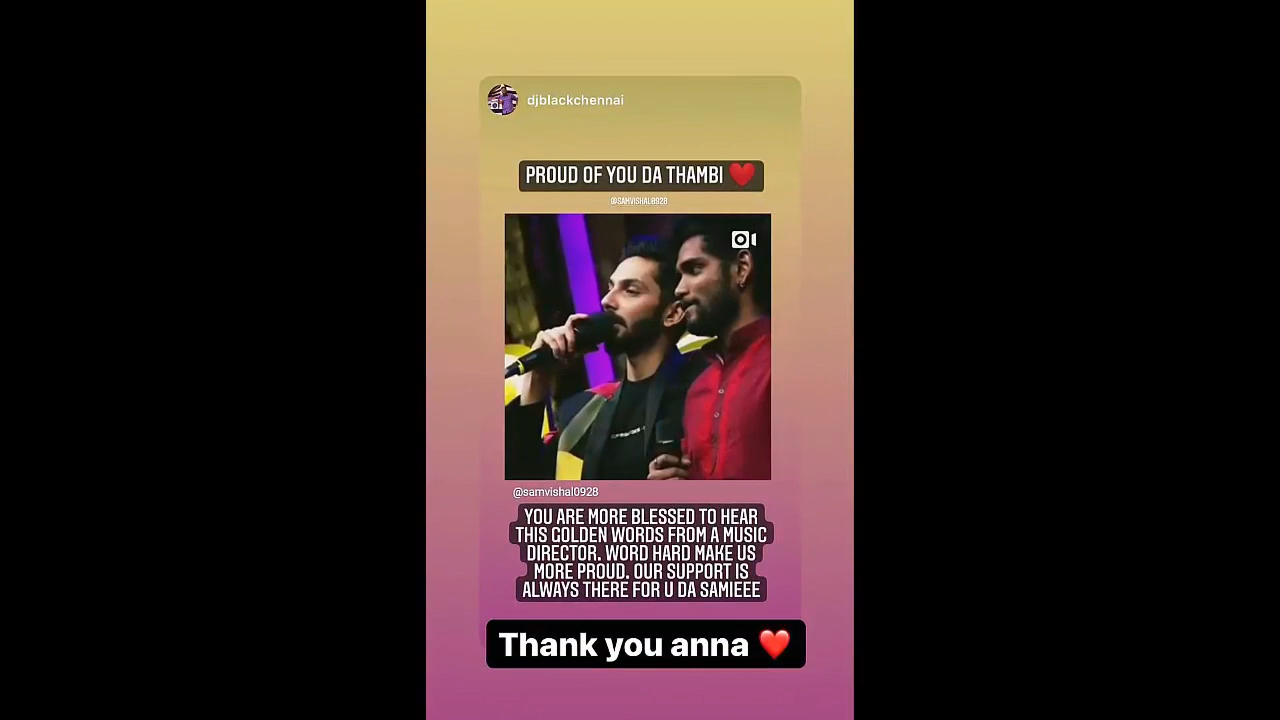 djblackchennai
PROUD OF YOU DA THAMBI ❤️
@SAMVISHAL0928
@samvishal0928
YOU ARE MORE BLESSED TO HEAR
THIS GOLDEN WORDS FROM A MUSIC
DIRECTOR. WORD HARD MAKE US
MORE PROUD. OUR SUPPORT IS
ALWAYS THERE FOR U DA SAMIEEE
Thank you anna ❤️